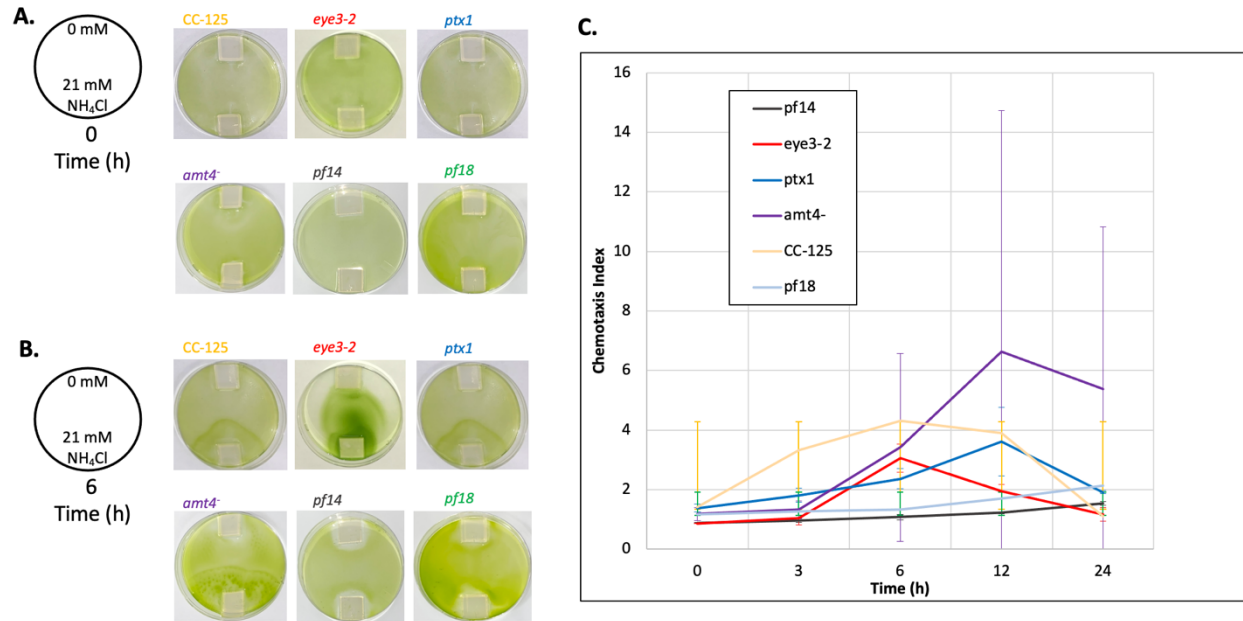 A.
0 mM
21 mM
NH₄Cl
0
Time (h)
CC-125 eye3-2 ptx1
amt4⁻ pf14 pf18
B.
0 mM
21 mM
NH₄Cl
6
Time (h)
CC-125 eye3-2 ptx1
amt4⁻ pf14 pf18
C.
16
14
12
10
8
6
4
2
0
Chemotaxis Index
pf14
eye3-2
ptx1
amt4-
CC-125
pf18
0 3 6 12 24
Time (h)